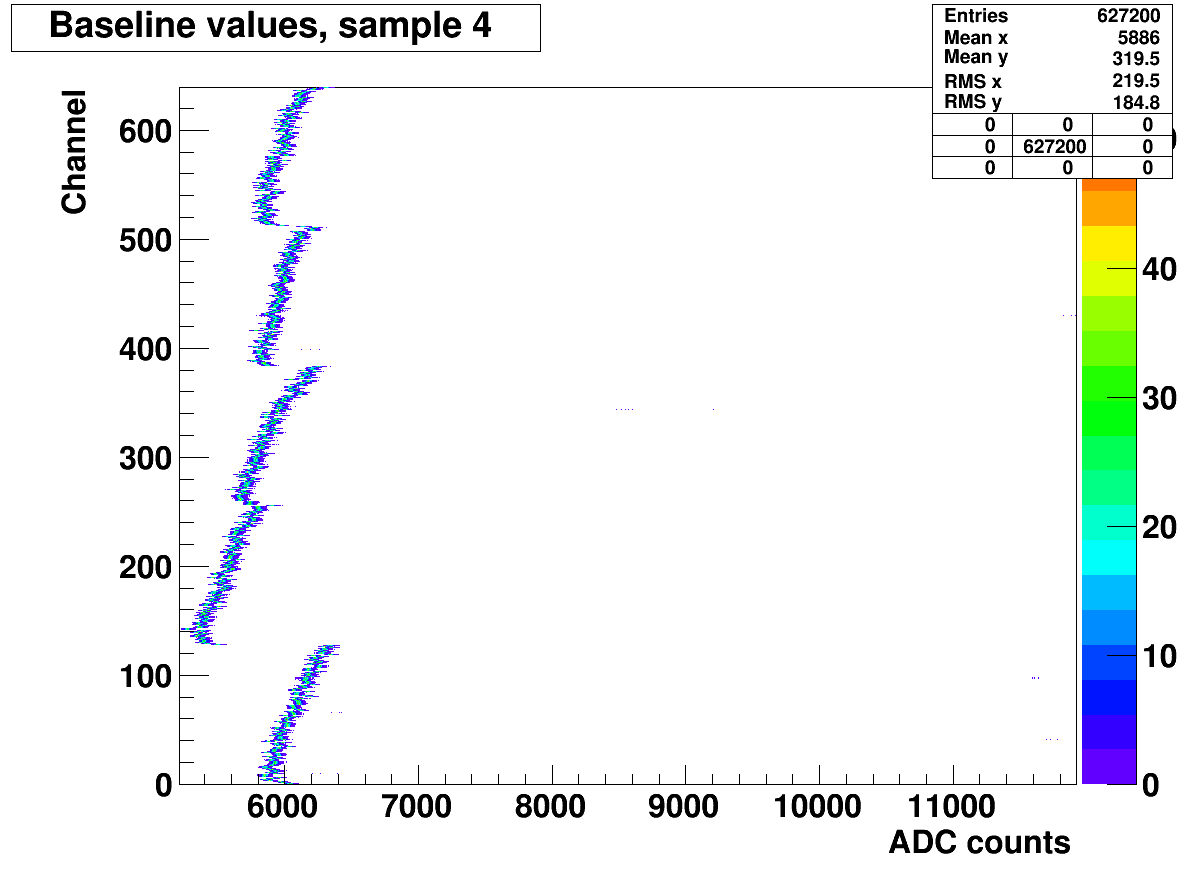 Baseline values, sample 4
Entries 627200
Mean x 5886
Mean y 319.5
RMS x 219.5
RMS y 184.8
0 0 0
0 627200 0
0 0 0
Channel
600
500
400
300
200
100
0
40
30
20
10
0
6000 7000 8000 9000 10000 11000
ADC counts